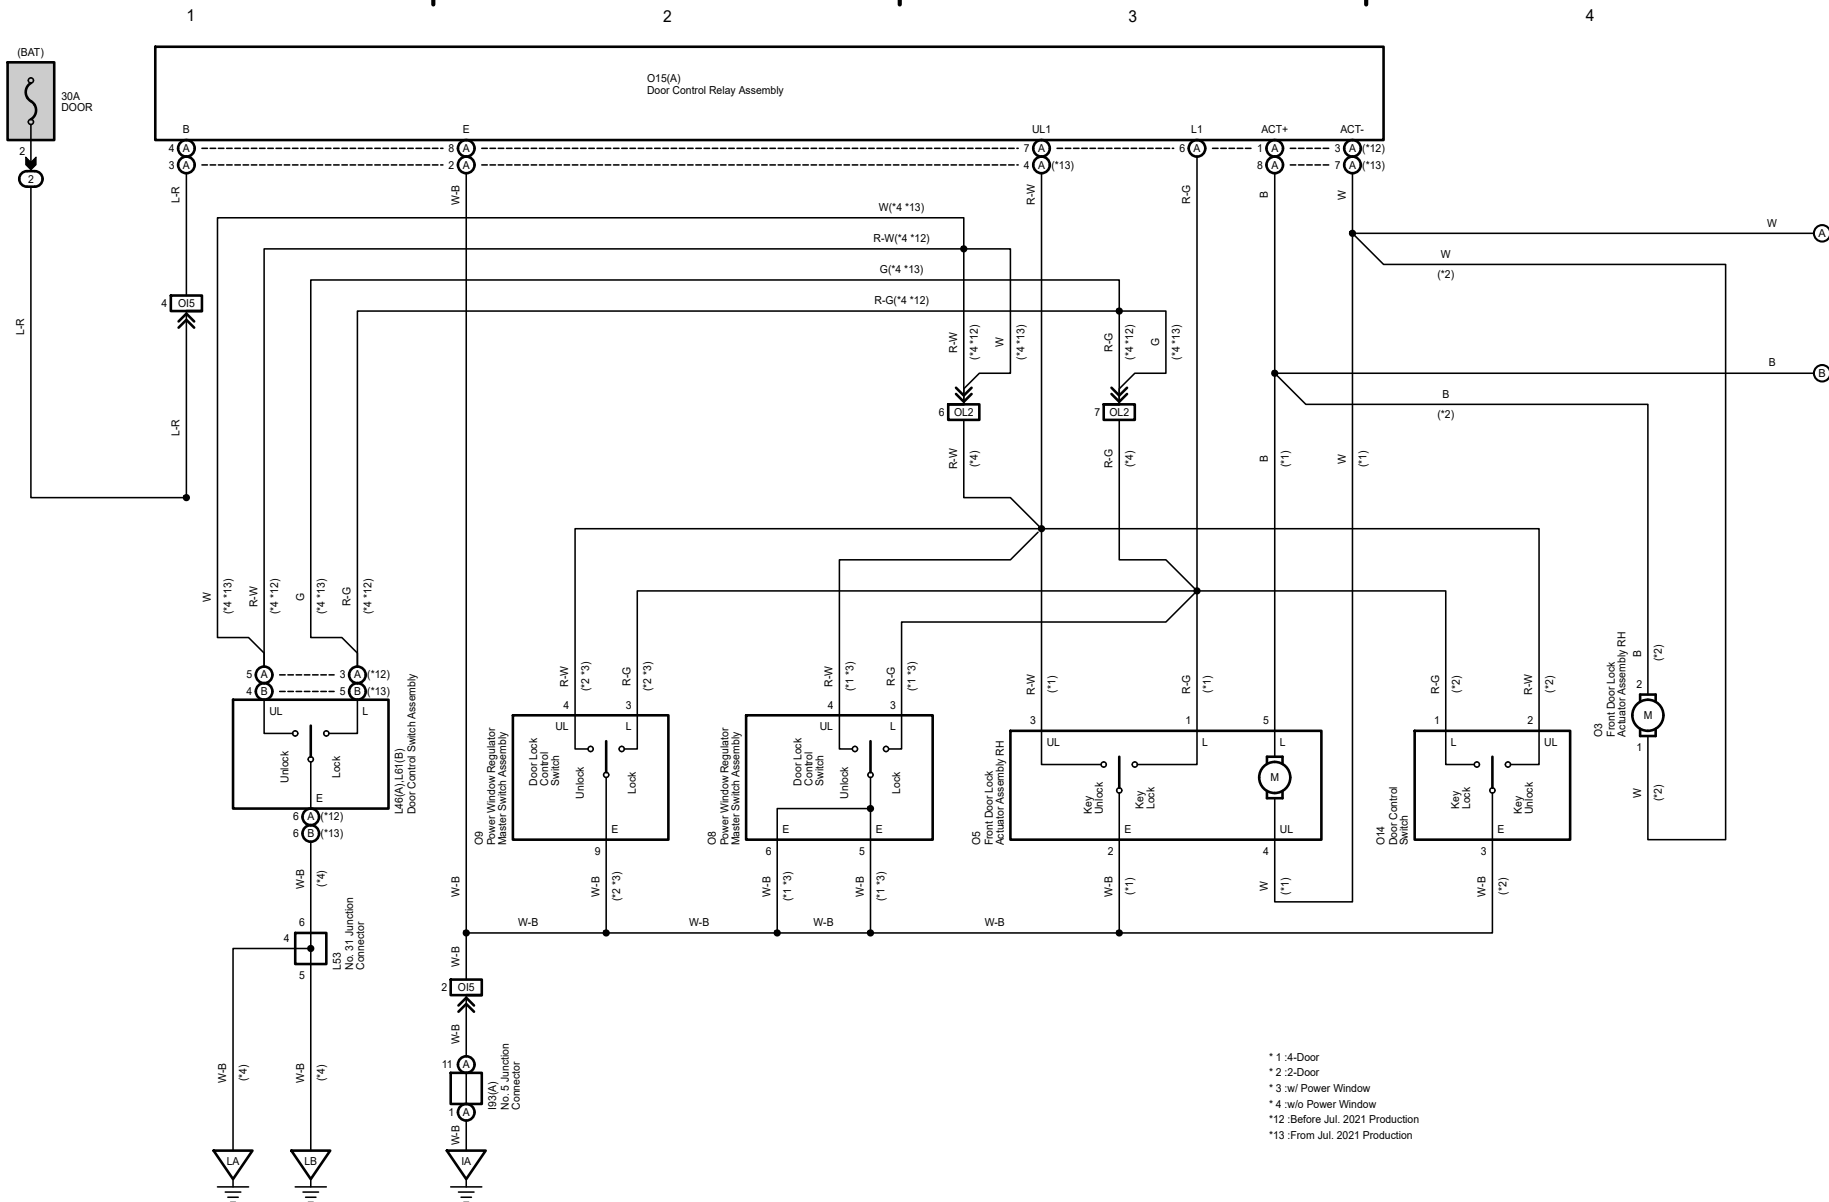 1
2
3
4
(BAT)
30A
DOOR
2
2
O15(A)
Door Control Relay Assembly
B
E
UL1
L1
ACT+
ACT-
4 A
8 A
7 A
6 A
1 A
3 A (*12)
3 A
2 A
4 A (*13)
8 A
7 A (*13)
L-R
W-B
R-W
R-G
B
W
W(*4 *13)
R-W(*4 *12)
G(*4 *13)
R-G(*4 *12)
W
A
W
(*2)
B
B
B
(*2)
4 OI5
L-R
L-R
R-W
(*4 *12)
W
(*4 *13)
R-G
(*4 *12)
G
(*4 *13)
6 OL2
7 OL2
R-W
(*4)
R-G
(*4)
B
(*1)
W
(*1)
W
(*4 *13)
R-W
(*4 *12)
G
(*4 *13)
R-G
(*4 *12)
5 A
3 A (*12)
4 B
5 B (*13)
UL
L
Unlock
Lock
E
L46(A),L61(B)
Door Control Switch Assembly
6 A (*12)
6 B (*13)
W-B
(*4)
R-W
(*2 *3)
R-G
(*2 *3)
4
3
UL
L
Door Lock
Control
Switch
Unlock
Lock
E
9
O9
Power Window Regulator
Master Switch Assembly
W-B
(*2 *3)
R-W
(*1 *3)
R-G
(*1 *3)
4
3
UL
L
Door Lock
Control
Switch
Unlock
Lock
E
E
6
5
O8
Power Window Regulator
Master Switch Assembly
W-B
(*1 *3)
W-B
(*1 *3)
R-W
(*1)
R-G
(*1)
3
1
5
UL
L
L
M
Key
Unlock
Key
Lock
E
UL
2
4
O5
Front Door Lock
Actuator Assembly RH
W-B
(*1)
W
(*1)
R-G
(*2)
R-W
(*2)
1
2
L
UL
Key
Lock
Key
Unlock
E
3
O14
Door Control
Switch
W-B
(*2)
O3
Front Door Lock
Actuator Assembly RH
B
(*2)
2
M
1
W
(*2)
W-B
W-B
W-B
W-B
W-B
6
4
5
L53
No. 31 Junction
Connector
W-B
2 OI5
W-B
11 A
I93(A)
No. 5 Junction
Connector
1 A
W-B
W-B
(*4)
W-B
(*4)
LA
LB
IA
* 1 :4-Door
* 2 :2-Door
* 3 :w/ Power Window
* 4 :w/o Power Window
*12 :Before Jul. 2021 Production
*13 :From Jul. 2021 Production